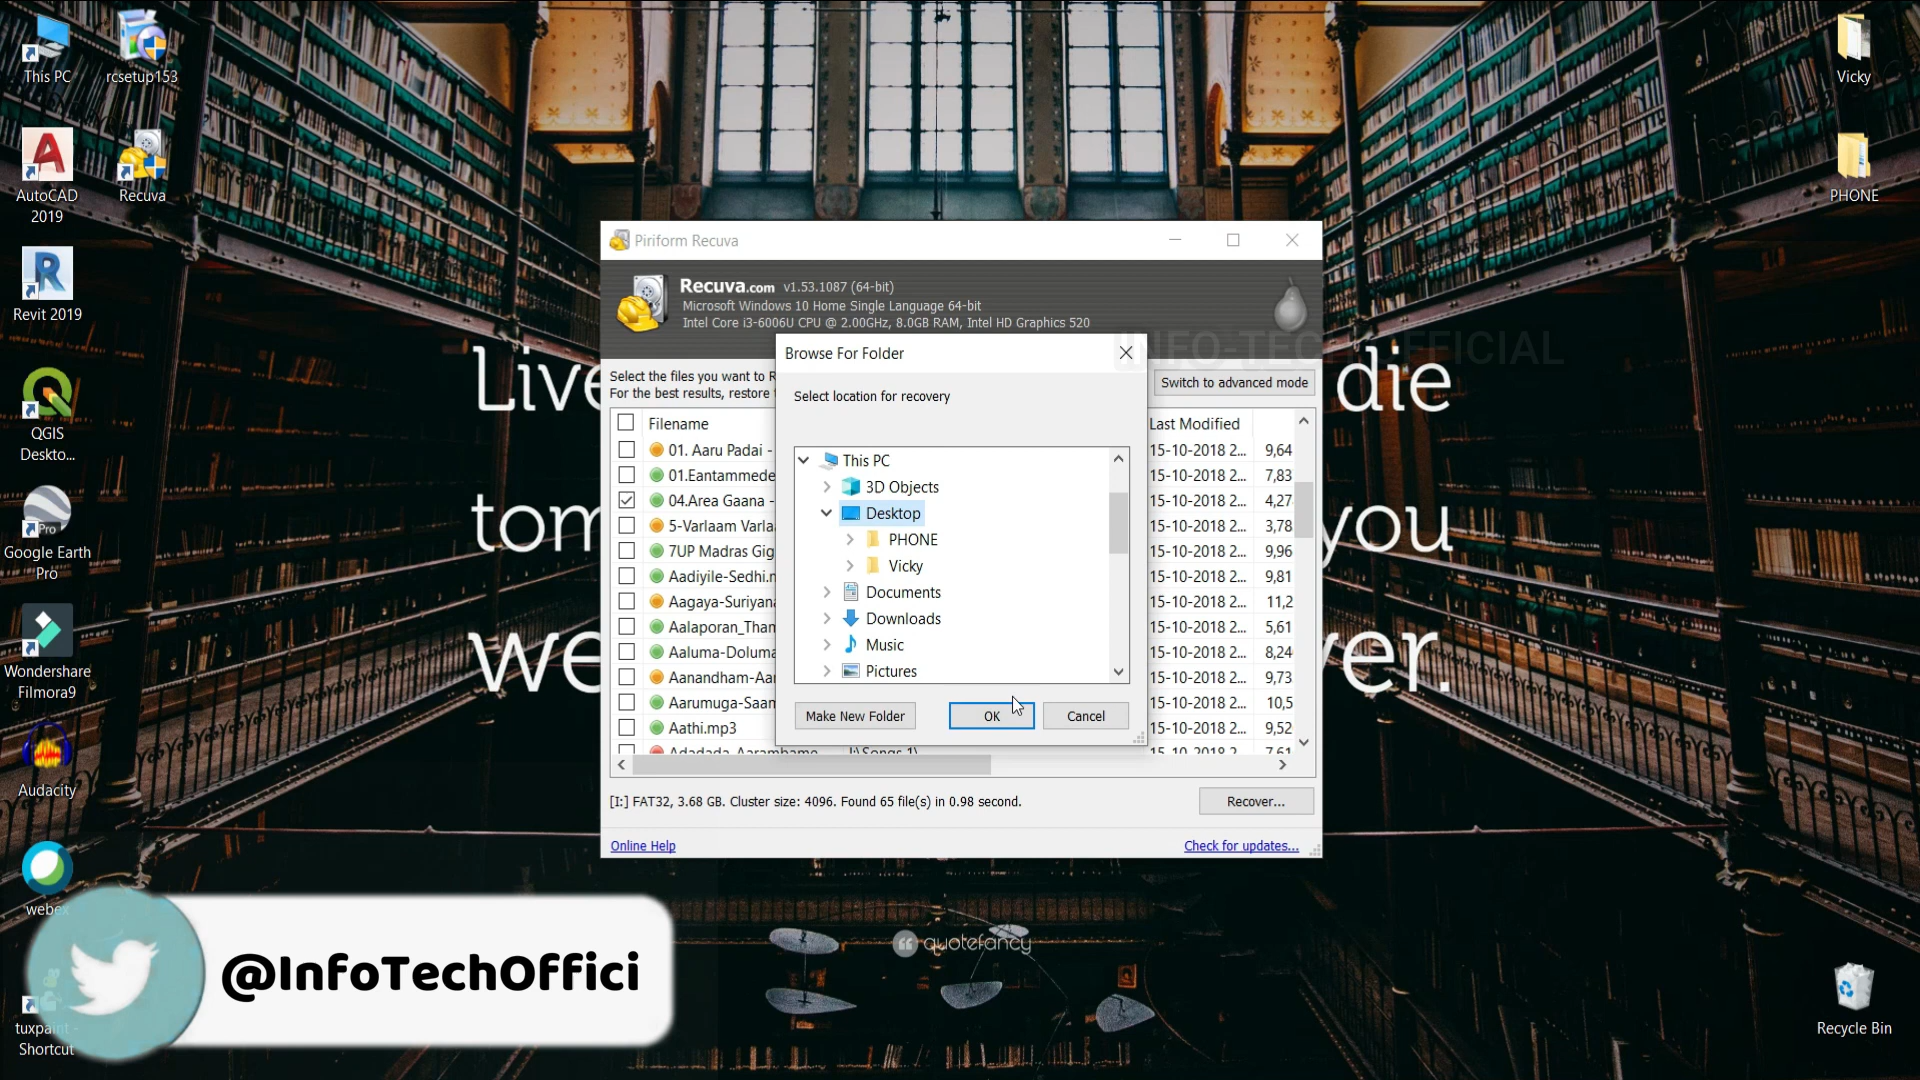 This PC
rcsetup153
AutoCAD
2019
Recuva
Revit 2019
QGIS
Deskto...
Google Earth
Pro
Wondershare
Filmora9
Audacity
webex
tuxpaint -
Shortcut
Vicky
PHONE
Recycle Bin
Piriform Recuva
Recuva.com v1.53.1087 (64-bit)
Microsoft Windows 10 Home Single Language 64-bit
Intel Core i3-6006U CPU @ 2.00GHz, 8.0GB RAM, Intel HD Graphics 520
INFO-TECH OFFICIAL
Live die
tom you
we ver.
Select the files you want to R
For the best results, restore
Switch to advanced mode
Filename Last Modified
01. Aaru Padai - 15-10-2018 2... 9,64
01.Eantammede 15-10-2018 2... 7,83
04.Area Gaana - 15-10-2018 2... 4,27
5-Varlaam Varla 15-10-2018 2... 3,78
7UP Madras Gig 15-10-2018 2... 9,96
Aadiyile-Sedhi.n 15-10-2018 2... 9,81
Aagaya-Suriyana 15-10-2018 2... 11,2
Aalaporan_Tham 15-10-2018 2... 5,61
Aaluma-Doluma 15-10-2018 2... 8,24
Aanandham-Aar 15-10-2018 2... 9,73
Aarumuga-Saam 15-10-2018 2... 10,5
Aathi.mp3 15-10-2018 2... 9,52
Adadada-Aarambame I:\Songs 1\ 15-10-2018 2... 7,61
Browse For Folder
Select location for recovery
This PC
3D Objects
Desktop
PHONE
Vicky
Documents
Downloads
Music
Pictures
Make New Folder
OK
Cancel
[I:] FAT32, 3.68 GB. Cluster size: 4096. Found 65 file(s) in 0.98 second.
Recover...
Online Help
Check for updates...
quotefancy
@InfoTechOffici